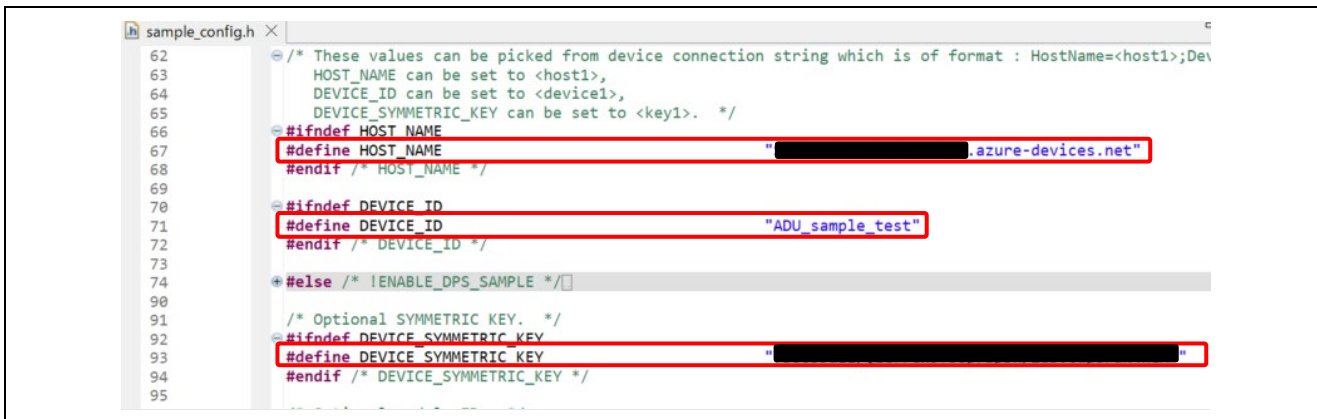 sample_config.h
62 /* These values can be picked from device connection string which is of format : HostName=<host1>;Dev
63 HOST_NAME can be set to <host1>,
64 DEVICE_ID can be set to <device1>,
65 DEVICE_SYMMETRIC_KEY can be set to <key1>.  */
66 #ifndef HOST_NAME
67 #define HOST_NAME ".azure-devices.net"
68 #endif /* HOST_NAME */
69
70 #ifndef DEVICE_ID
71 #define DEVICE_ID "ADU_sample_test"
72 #endif /* DEVICE_ID */
73
74 #else /* !ENABLE_DPS_SAMPLE */
90
91 /* Optional SYMMETRIC KEY.  */
92 #ifndef DEVICE_SYMMETRIC_KEY
93 #define DEVICE_SYMMETRIC_KEY ""
94 #endif /* DEVICE_SYMMETRIC_KEY */
95